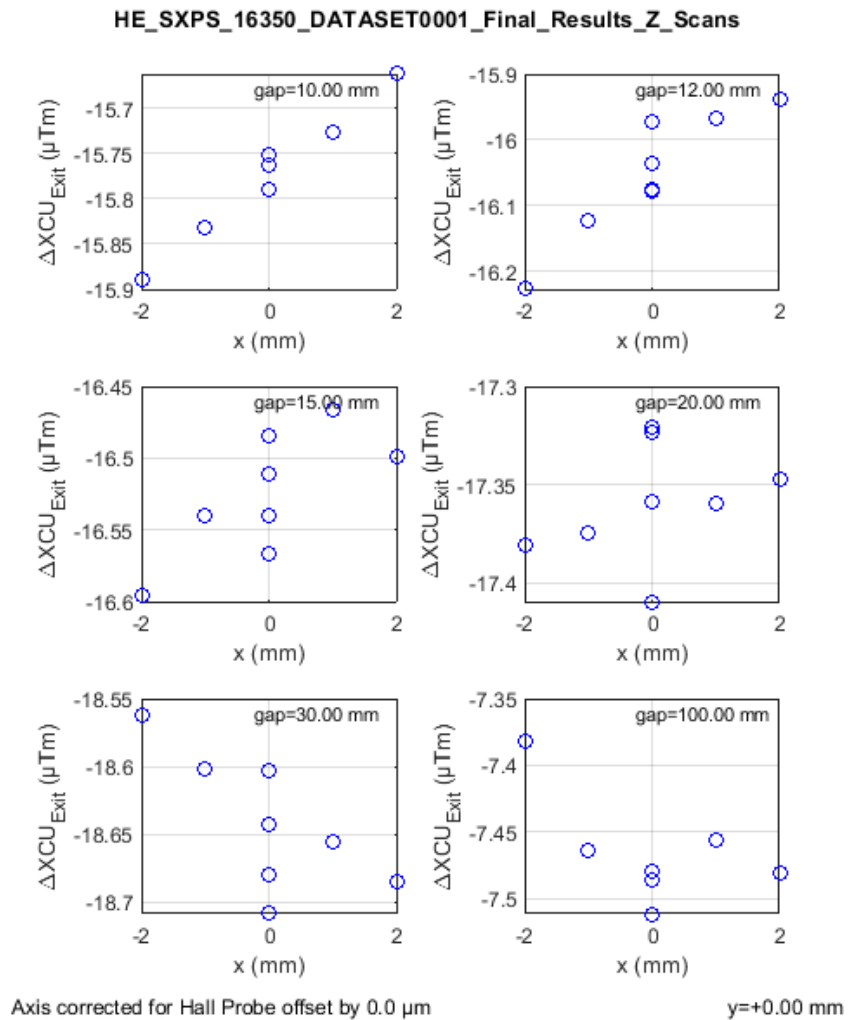 HE_SXPS_16350_DATASET0001_Final_Results_Z_Scans
gap=10.00 mm
-15.7
-15.75
-15.8
-15.85
-15.9
ΔXCU_Exit (µTm)
-2 0 2
x (mm)
gap=12.00 mm
-15.9
-16
-16.1
-16.2
ΔXCU_Exit (µTm)
-2 0 2
x (mm)
gap=15.00 mm
-16.45
-16.5
-16.55
-16.6
ΔXCU_Exit (µTm)
-2 0 2
x (mm)
gap=20.00 mm
-17.3
-17.35
-17.4
ΔXCU_Exit (µTm)
-2 0 2
x (mm)
gap=30.00 mm
-18.55
-18.6
-18.65
-18.7
ΔXCU_Exit (µTm)
-2 0 2
x (mm)
gap=100.00 mm
-7.35
-7.4
-7.45
-7.5
ΔXCU_Exit (µTm)
-2 0 2
x (mm)
Axis corrected for Hall Probe offset by 0.0 µm
y=+0.00 mm